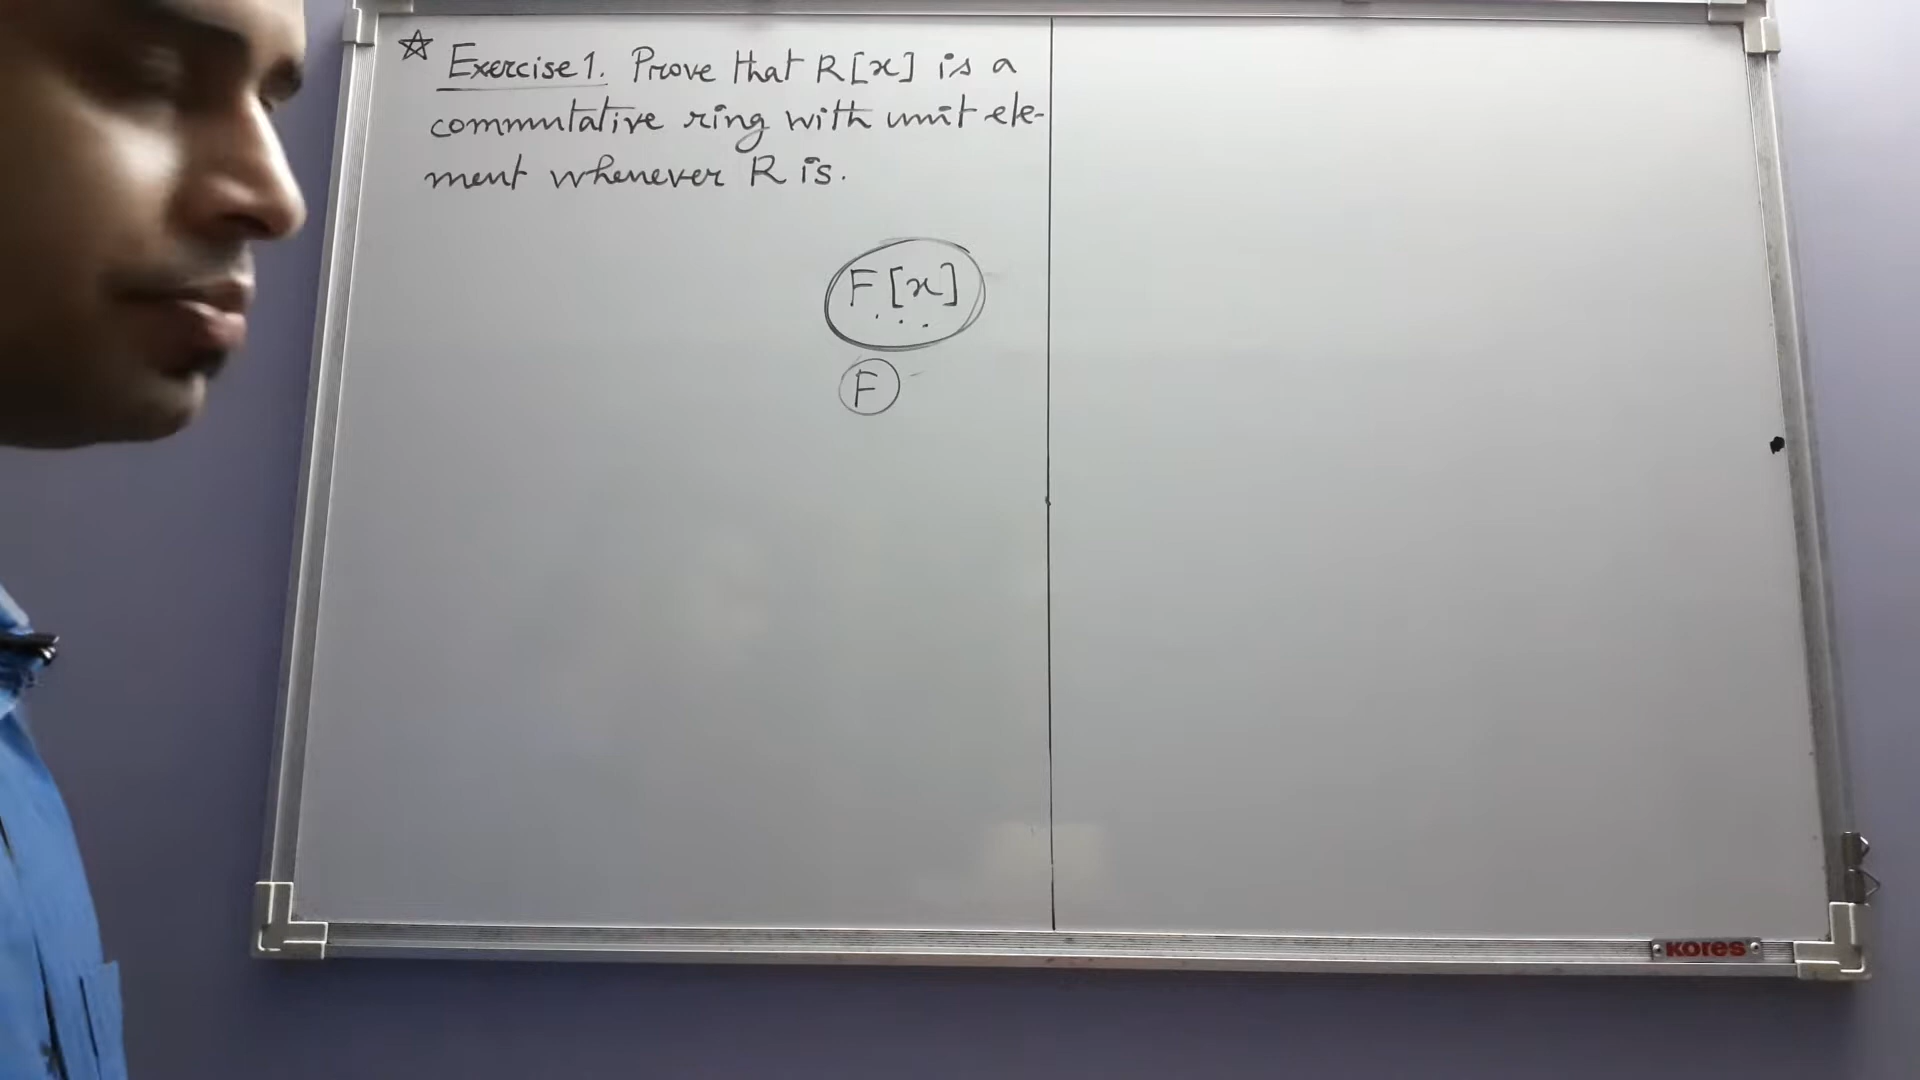 ☆ Exercise 1. Prove that R[x] is a
commutative ring with unit ele-
ment whenever R is.
F[x]
F
Kores